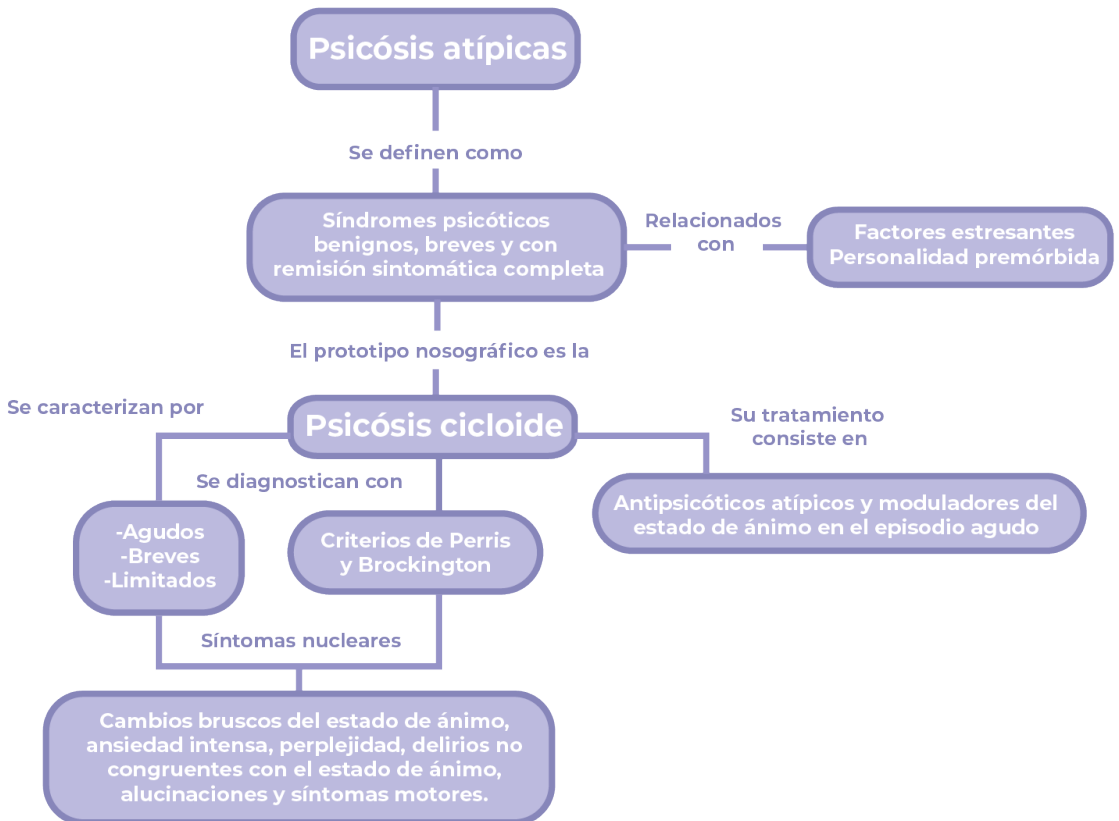 Psicósis atípicas
Se definen como
Síndromes psicóticos
benignos, breves y con
remisión sintomática completa
Relacionados
con
Factores estresantes
Personalidad premórbida
El prototipo nosográfico es la
Psicósis cicloide
Se caracterizan por
-Agudos
-Breves
-Limitados
Se diagnostican con
Criterios de Perris
y Brockington
Su tratamiento
consiste en
Antipsicóticos atípicos y moduladores del
estado de ánimo en el episodio agudo
Síntomas nucleares
Cambios bruscos del estado de ánimo,
ansiedad intensa, perplejidad, delirios no
congruentes con el estado de ánimo,
alucinaciones y síntomas motores.